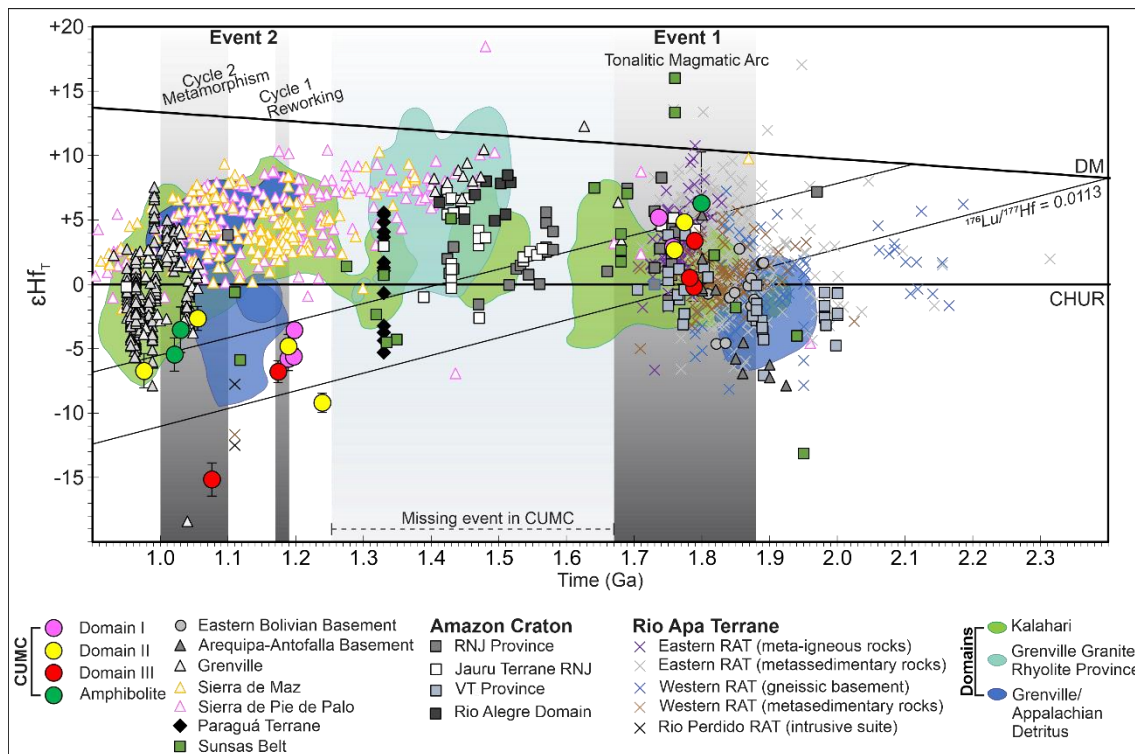 εHf_T
+20
+15
+10
+5
0
-5
-10
-15
Event 2
Cycle 2
Metamorphism
Cycle 1
Reworking
Event 1
Tonalitic Magmatic Arc
DM
¹⁷⁶Lu/¹⁷⁷Hf = 0.0113
CHUR
Missing event in CUMC
1.0 1.1 1.2 1.3 1.4 1.5 1.6 1.7 1.8 1.9 2.0 2.1 2.2 2.3
Time (Ga)
CUMC
Domain I
Domain II
Domain III
Amphibolite
Eastern Bolivian Basement
Arequipa-Antofalla Basement
Grenville
Sierra de Maz
Sierra de Pie de Palo
Paraguá Terrane
Sunsas Belt
Amazon Craton
RNJ Province
Jauru Terrane RNJ
VT Province
Rio Alegre Domain
Rio Apa Terrane
Eastern RAT (meta-igneous rocks)
Eastern RAT (metassedimentary rocks)
Western RAT (gneissic basement)
Western RAT (metasedimentary rocks)
Rio Perdido RAT (intrusive suite)
Domains
Kalahari
Grenville Granite
Rhyolite Province
Grenville/
Appalachian
Detritus